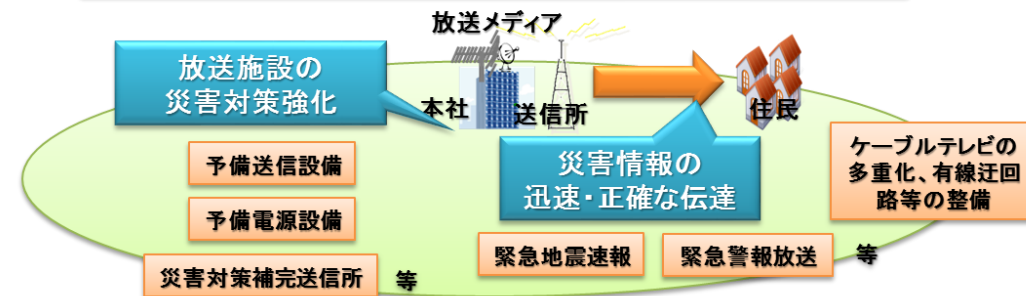 放送メディア
放送施設の
災害対策強化
本社
送信所
住民
災害情報の
迅速・正確な伝達
ケーブルテレビの
多重化、有線迂回
路等の整備
予備送信設備
予備電源設備
災害対策補完送信所
等
緊急地震速報
緊急警報放送
等